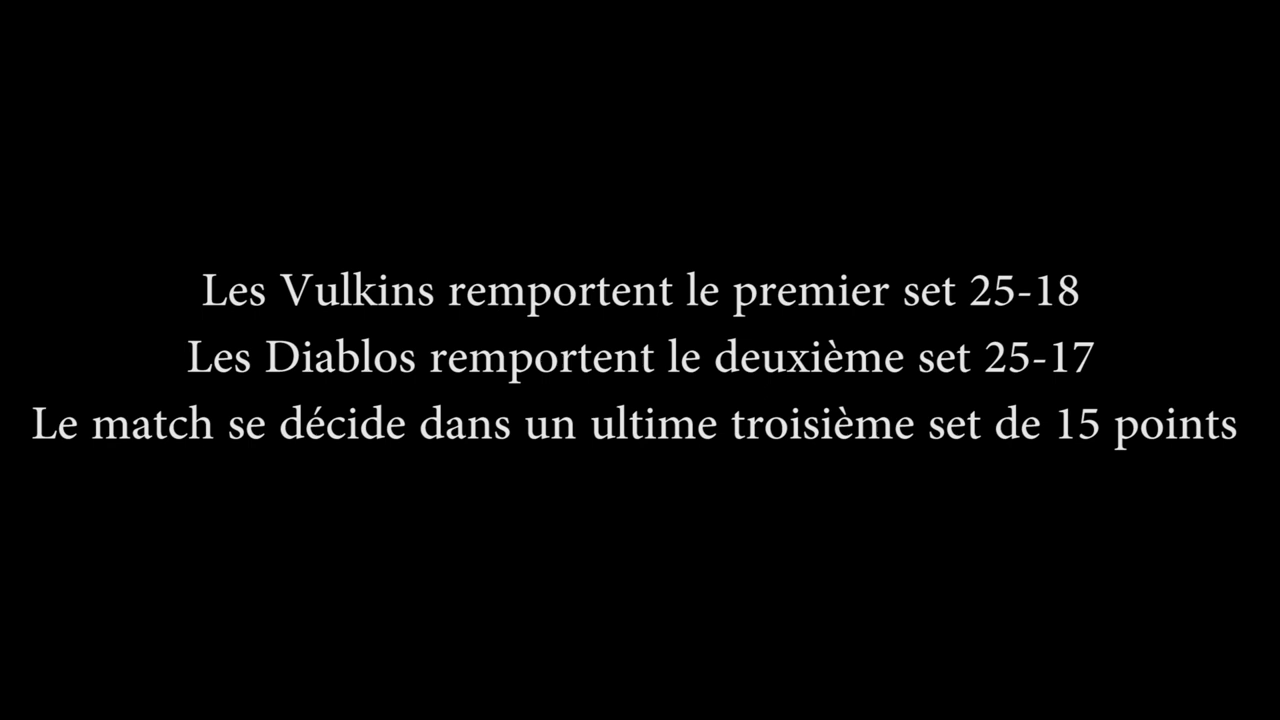 Les Vulkins remportent le premier set 25-18
Les Diablos remportent le deuxième set 25-17
Le match se décide dans un ultime troisième set de 15 points